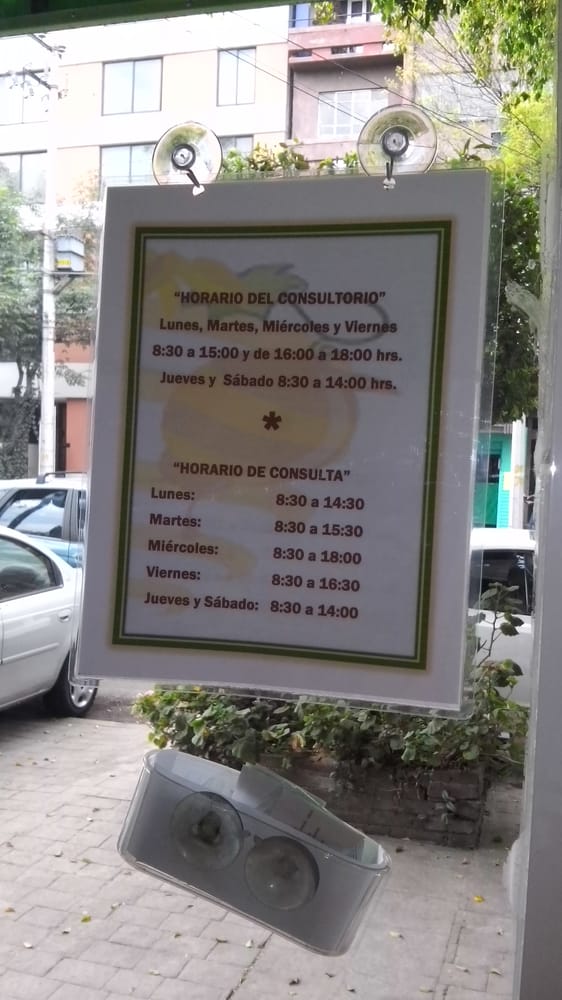 “HORARIO DEL CONSULTORIO”
Lunes, Martes, Miércoles y Viernes
8:30 a 15:00 y de 16:00 a 18:00 hrs.
Jueves y Sábado 8:30 a 14:00 hrs.
*
“HORARIO DE CONSULTA”
Lunes: 8:30 a 14:30
Martes: 8:30 a 15:30
Miércoles: 8:30 a 18:00
Viernes: 8:30 a 16:30
Jueves y Sábado: 8:30 a 14:00